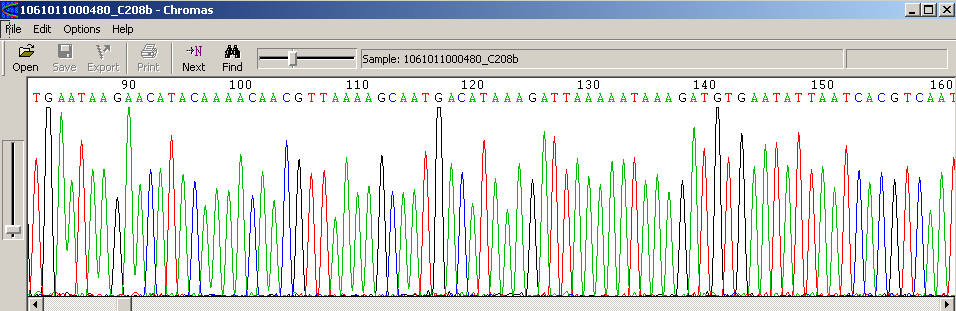 1061011000480_C208b - Chromas
File Edit Options Help
Open Save Export Print Next Find Sample: 1061011000480_C208b
90 100 110 120 130 140 150 160
TGAATAAGAACATACAAAACAACGTTAAAAGCAATGACATAAAGATTAAAAATAAAGATGTGAATATTAATCACGTCAAT